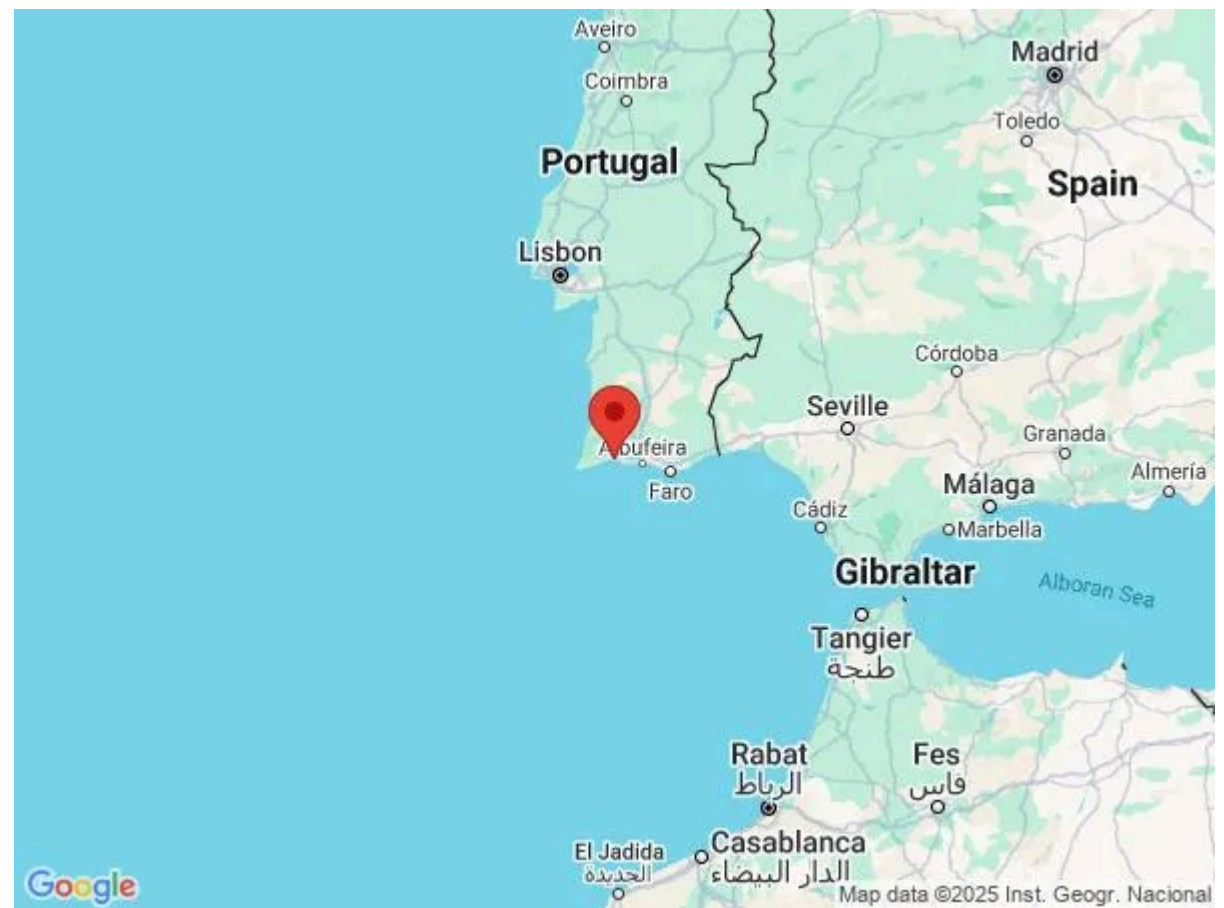 Aveiro
Coimbra
Madrid
Toledo
Portugal
Spain
Lisbon
Córdoba
Seville
Granada
Albufeira
Almería
Faro
Málaga
Cádiz
Marbella
Gibraltar
Alboran Sea
Tangier
طنجة
Rabat
الرباط
Fes
فاس
Casablanca
الدار البيضاء
El Jadida
الجديدة
Google
Map data ©2025 Inst. Geogr. Nacional